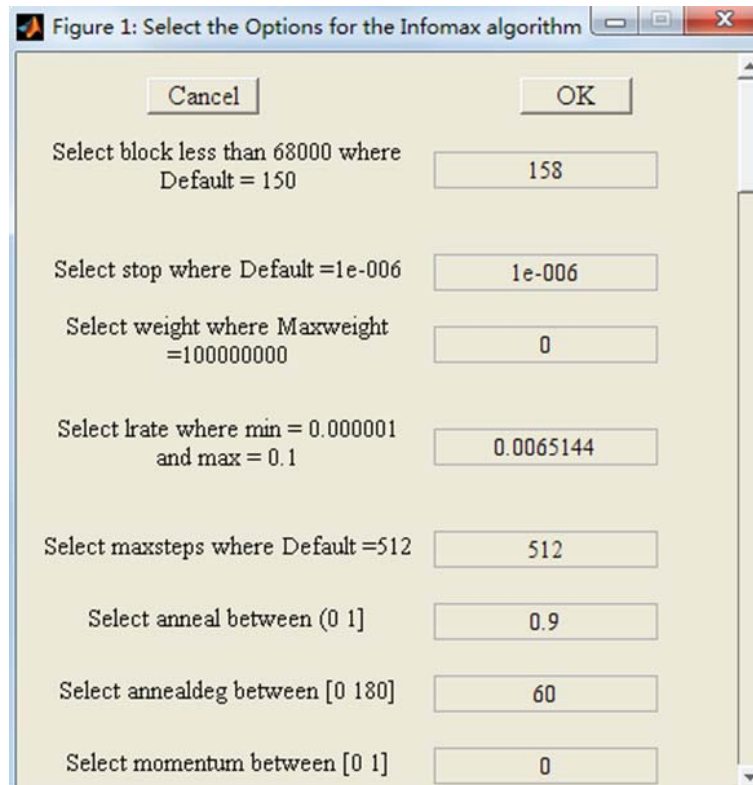 Figure 1: Select the Options for the Infomax algorithm
Cancel
OK
Select block less than 68000 where
Default = 150
158
Select stop where Default =1e-006
1e-006
Select weight where Maxweight
=100000000
0
Select lrate where min = 0.000001
and max = 0.1
0.0065144
Select maxsteps where Default =512
512
Select anneal between (0 1]
0.9
Select annealdeg between [0 180]
60
Select momentum between [0 1]
0